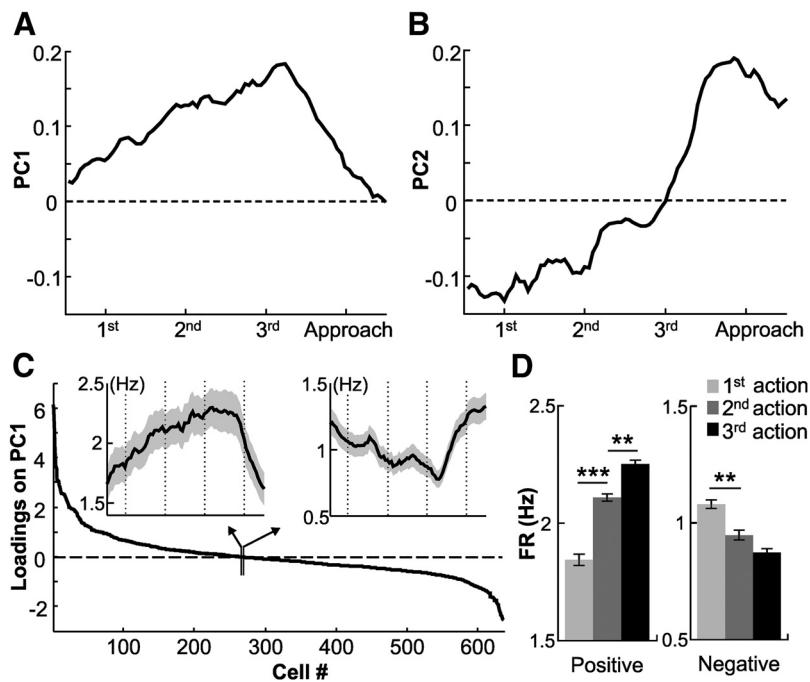 A
PC1
0.2
0.1
0
-0.1
1st 2nd 3rd Approach
B
PC2
0.2
0.1
0
-0.1
1st 2nd 3rd Approach
C
Loadings on PC1
6
4
2
0
-2
100 200 300 400 500 600
Cell #
(Hz)
2.5
2
1.5
(Hz)
1.5
1
0.5
D
1st action
2nd action
3rd action
FR (Hz)
2.5
2
1.5
*** **
Positive
1.5
1
0.5
**
Negative